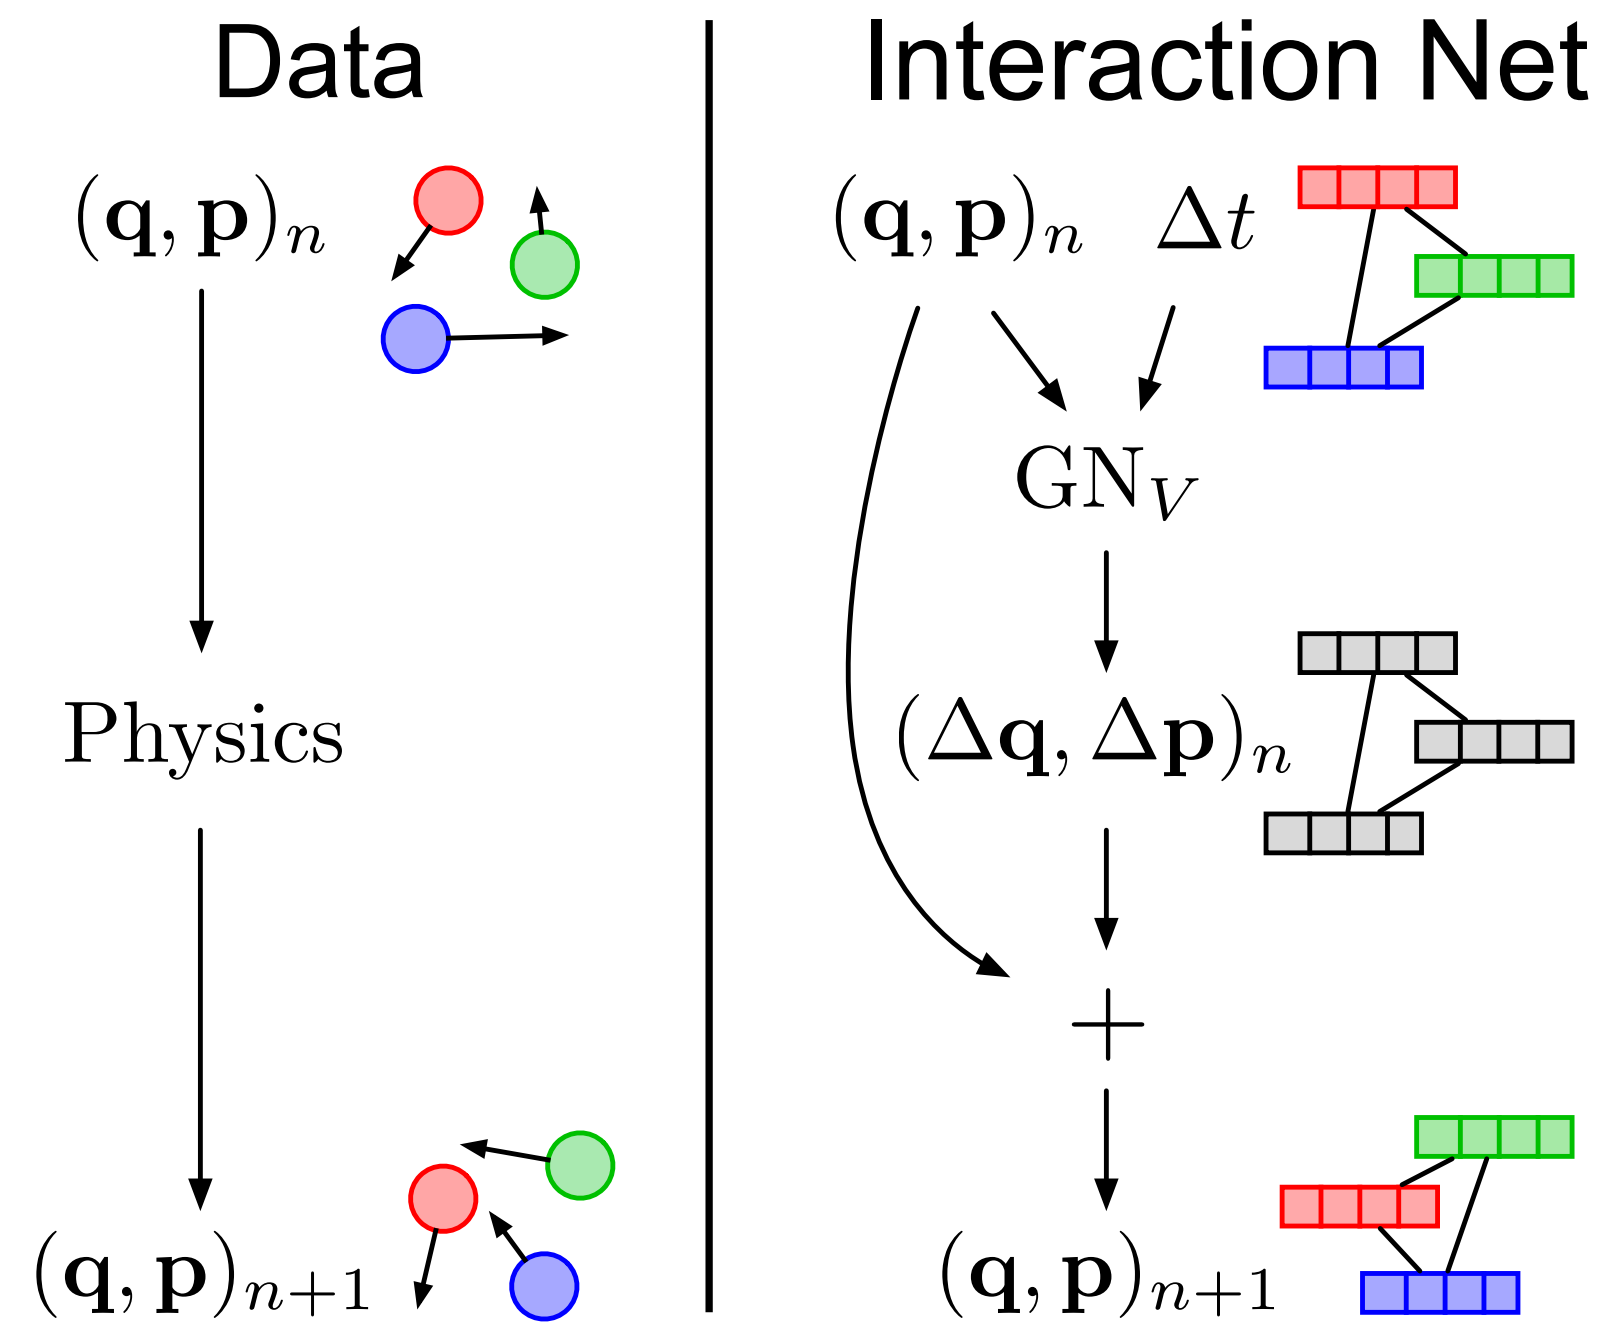 Data
(q, p)n
Physics
(q, p)n+1
Interaction Net
(q, p)n Δt
GNV
(Δq, Δp)n
+
(q, p)n+1